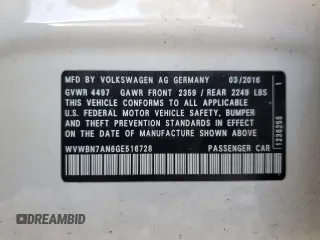 MFD BY VOLKSWAGEN AG GERMANY 03/2016
GVWR 4497 GAWR FRONT 2359 / REAR 2249 LBS
THIS VEHICLE CONFORMS TO ALL APPLICABLE
U.S. FEDERAL MOTOR VEHICLE SAFETY, BUMPER
AND THEFT PREVENTION STANDARDS IN EFFECT ON
THE DATE OF MANUFACTURE SHOWN ABOVE.
WVWBN7AN6GE516728 PASSENGER CAR
1
1236256
© DREAMBID